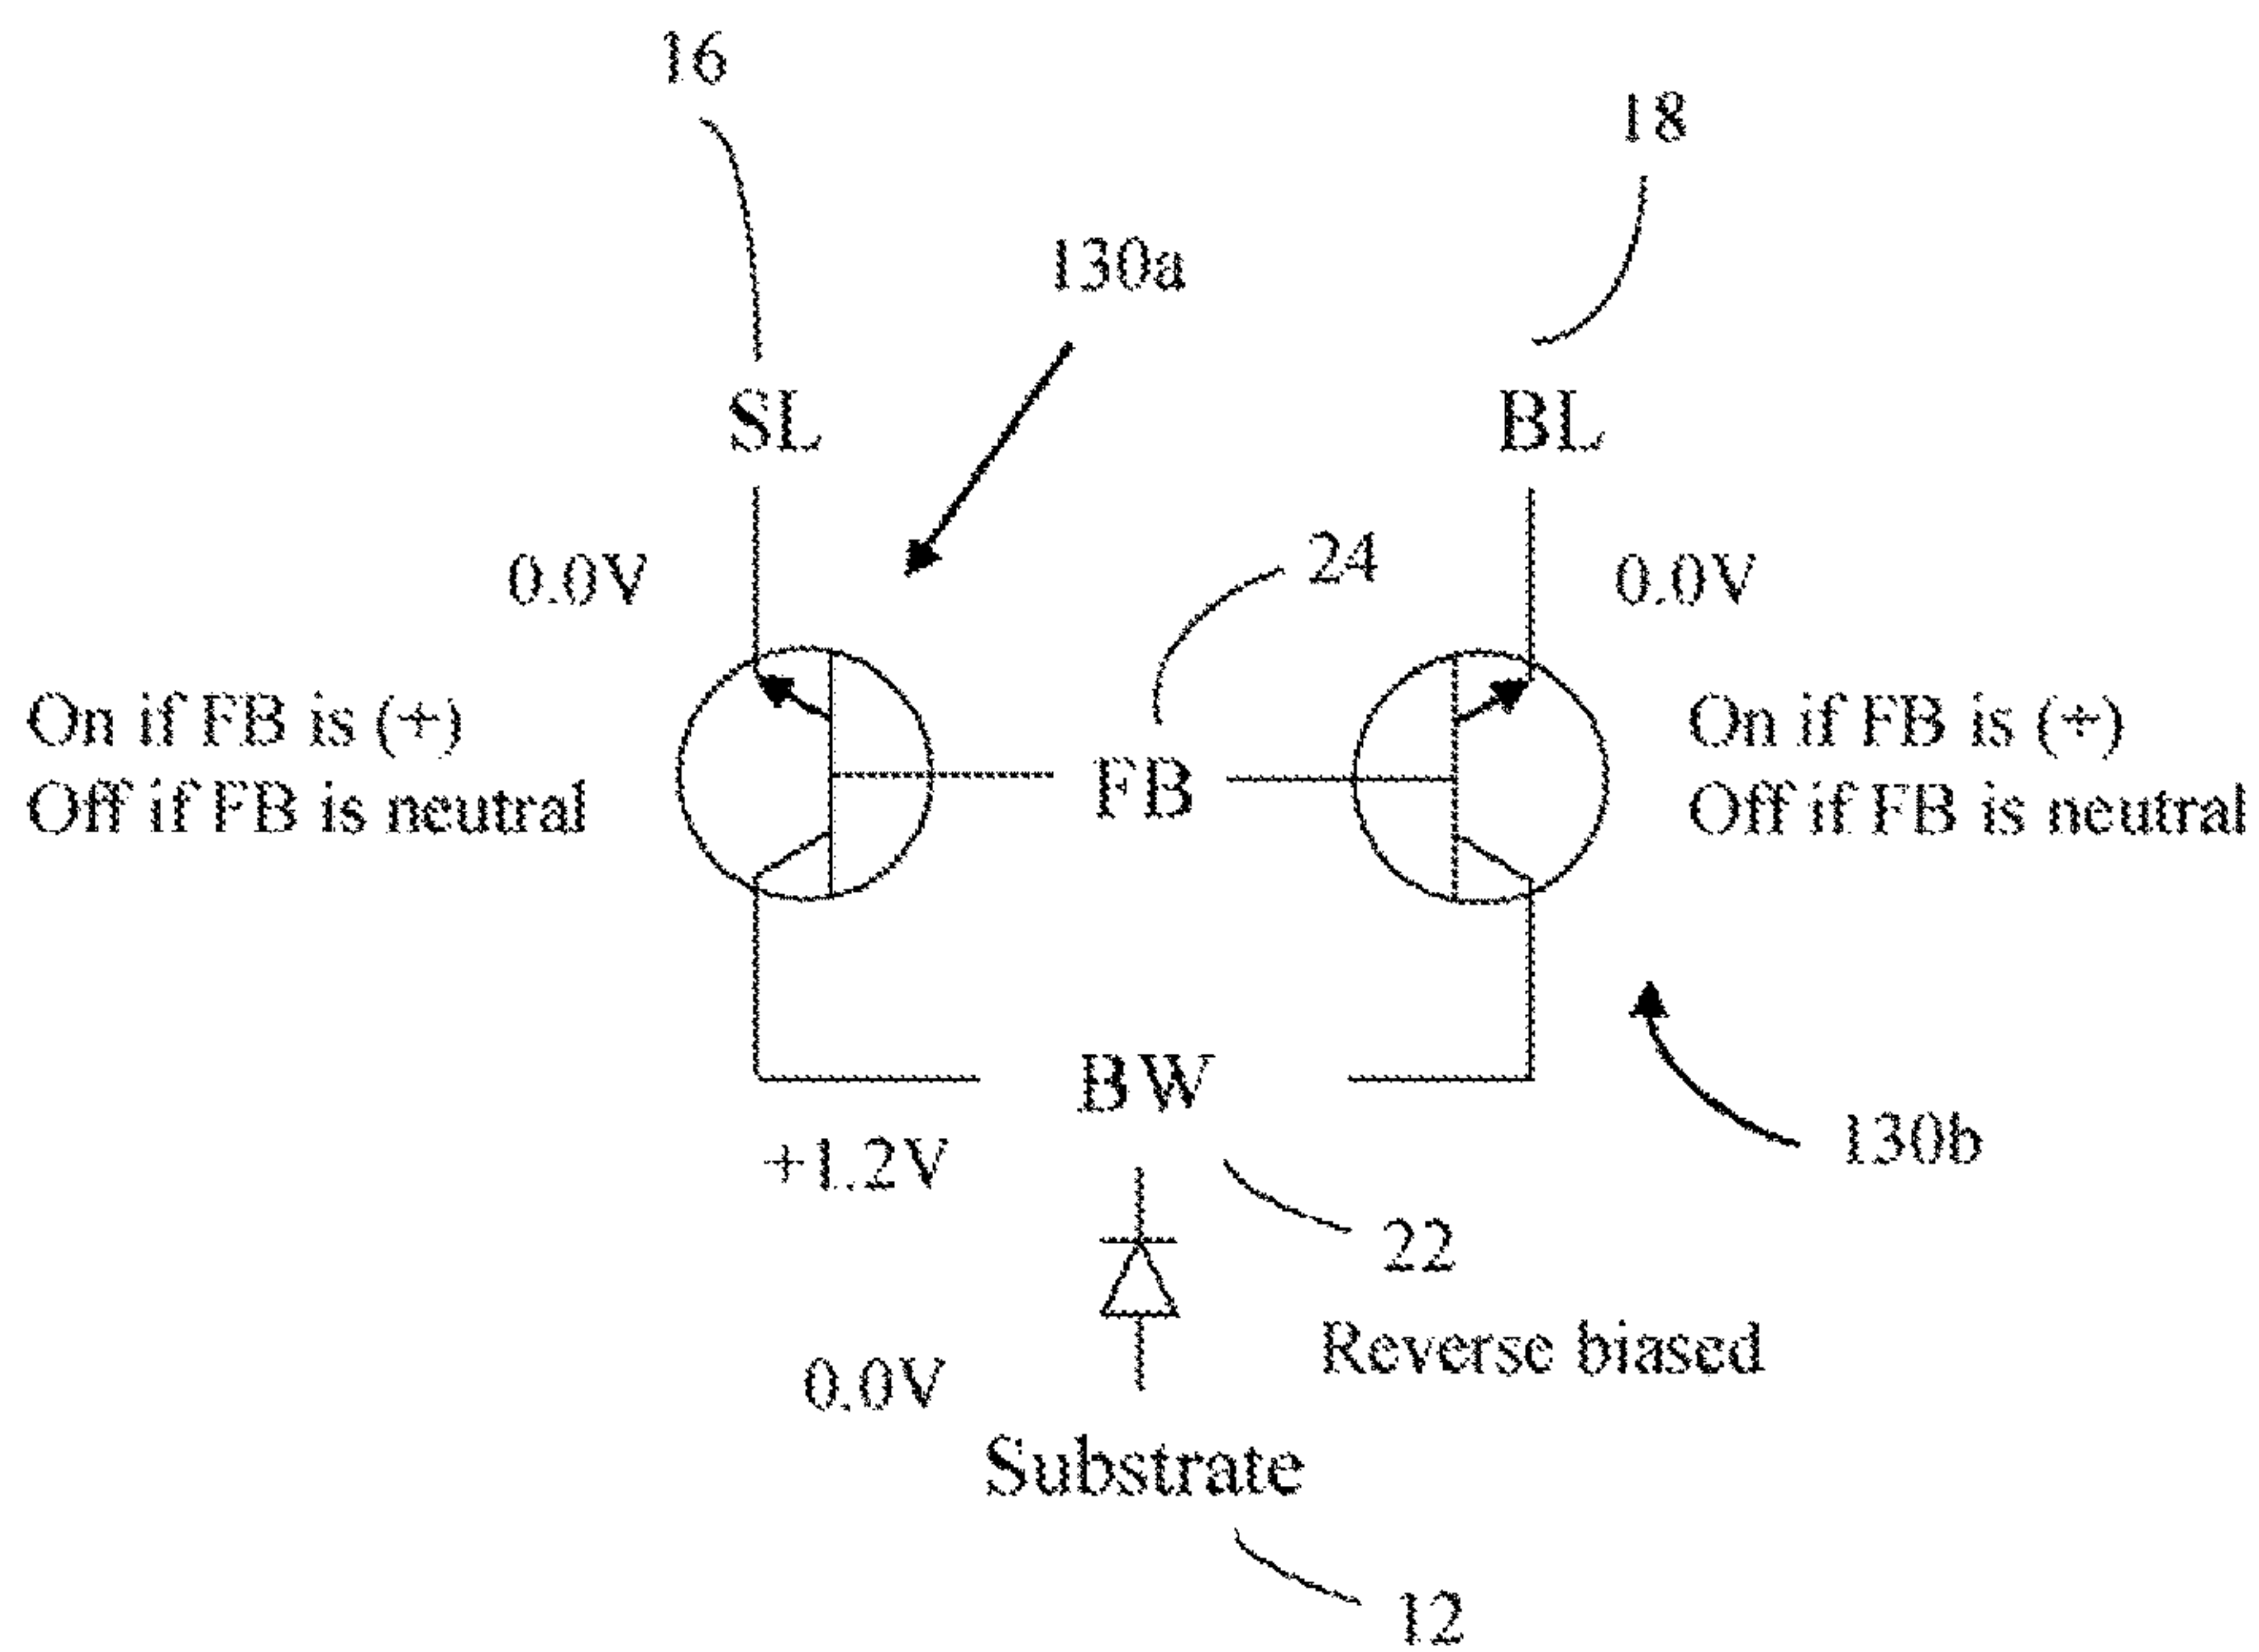 16
18
130a
SL
BL
0.0V
24
0.0V
On if FB is (+)
Off if FB is neutral
FB
On if FB is (+)
Off if FB is neutral
BW
+1.2V
130b
22
Reverse biased
0.0V
Substrate
12